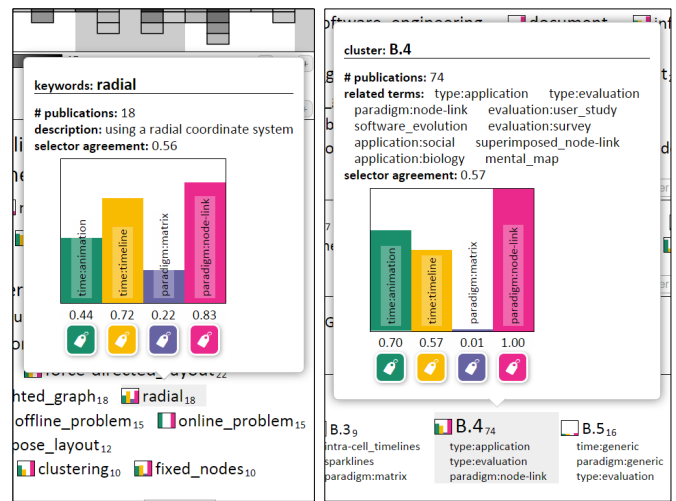 keywords: radial
# publications: 18
description: using a radial coordinate system
selector agreement: 0.56
time:animation
time:timeline
paradigm:matrix
paradigm:node-link
0.44 0.72 0.22 0.83
force-directed_layout22
hted_graph18 radial18
offline_problem15 online_problem15
pose_layout12
clustering10 fixed_nodes10
oftware_engineering document inf
cluster: B.4
# publications: 74
related terms: type:application type:evaluation
paradigm:node-link evaluation:user_study
software_evolution evaluation:survey
application:social superimposed_node-link
application:biology mental_map
selector agreement: 0.57
time:animation
time:timeline
paradigm:matrix
paradigm:node-link
0.70 0.57 0.01 1.00
B.39 B.474 B.516
intra-cell_timelines type:application time:generic
sparklines type:evaluation paradigm:generic
paradigm:matrix paradigm:node-link type:evaluation